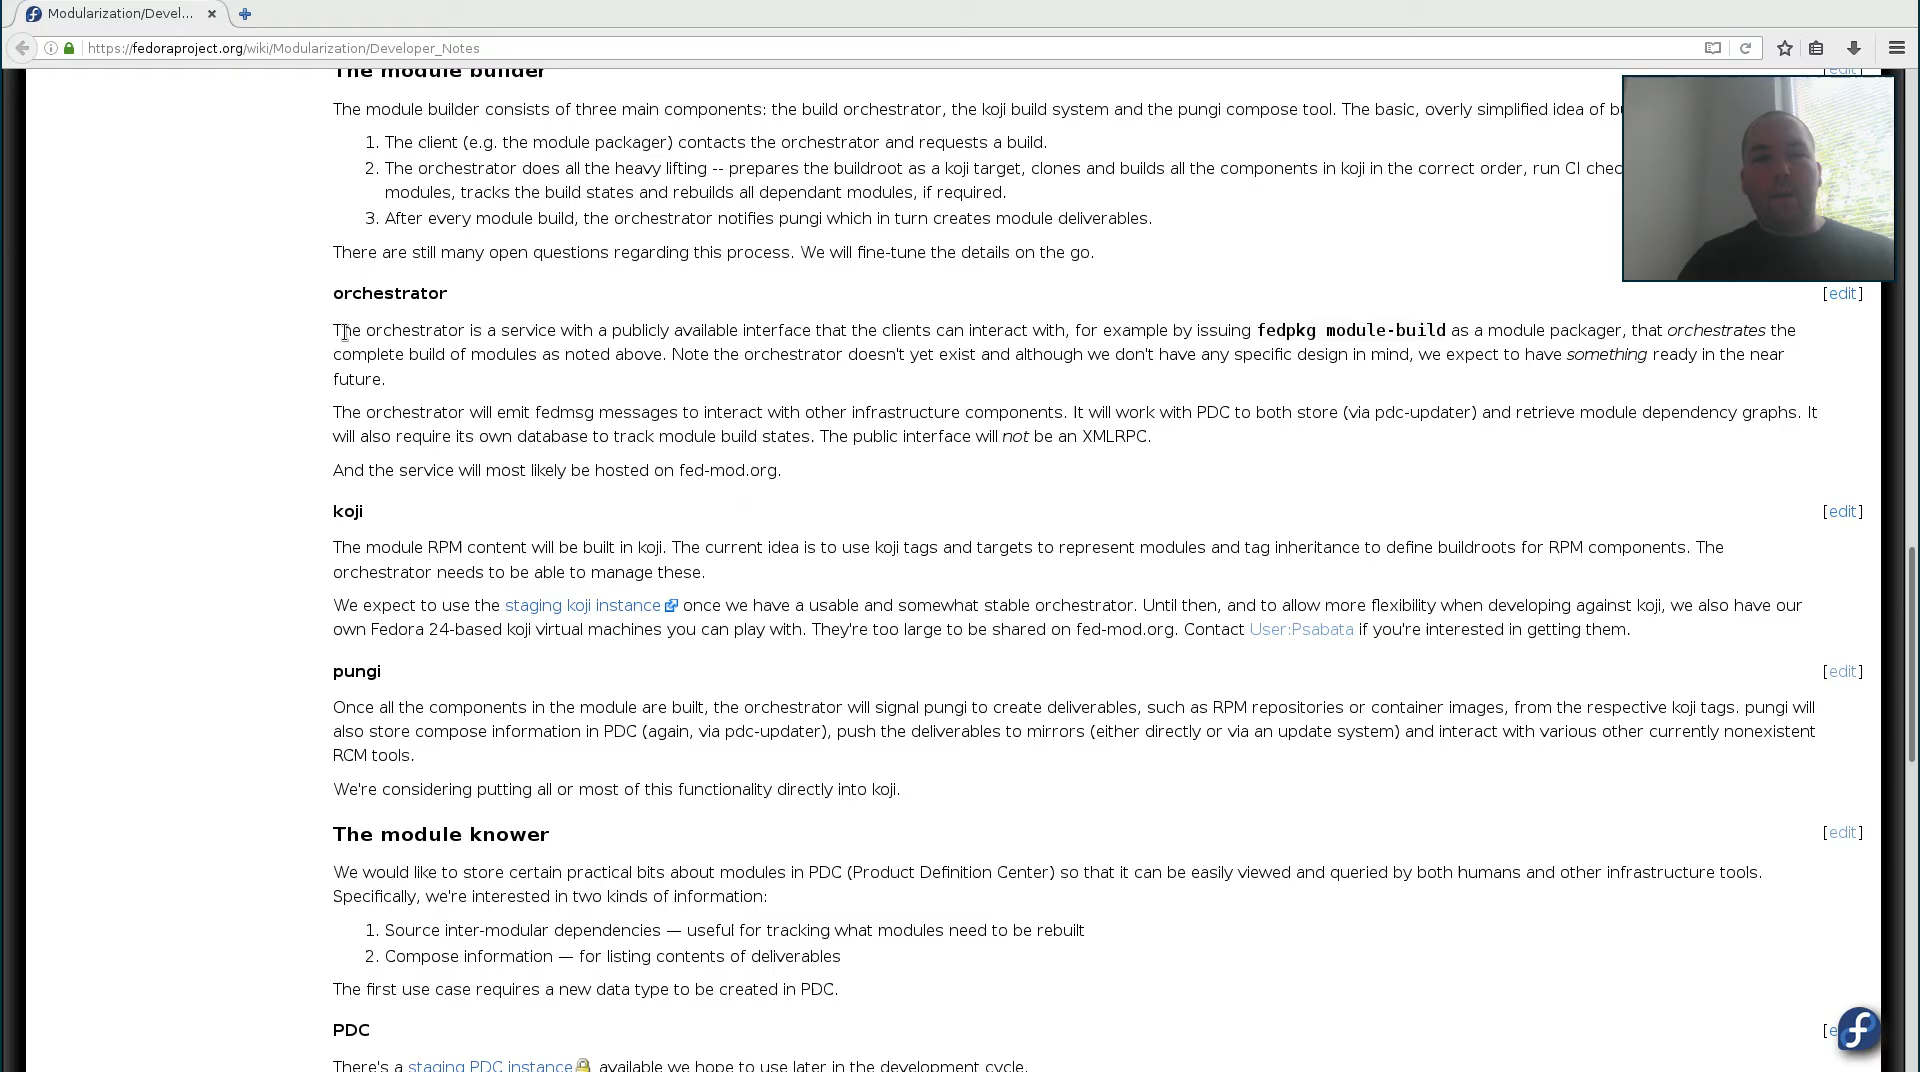 Modularization/Devel...
https://fedoraproject.org/wiki/Modularization/Developer_Notes
The module builder
[edit]
The module builder consists of three main components: the build orchestrator, the koji build system and the pungi compose tool. The basic, overly simplified idea of
1. The client (e.g. the module packager) contacts the orchestrator and requests a build.
2. The orchestrator does all the heavy lifting -- prepares the buildroot as a koji target, clones and builds all the components in koji in the correct order, run CI
modules, tracks the build states and rebuilds all dependant modules, if required.
3. After every module build, the orchestrator notifies pungi which in turn creates module deliverables.
There are still many open questions regarding this process. We will fine-tune the details on the go.
orchestrator
[edit]
The orchestrator is a service with a publicly available interface that the clients can interact with, for example by issuing fedpkg module-build as a module packager, that orchestrates the
complete build of modules as noted above. Note the orchestrator doesn't yet exist and although we don't have any specific design in mind, we expect to have something ready in the near
future.
The orchestrator will emit fedmsg messages to interact with other infrastructure components. It will work with PDC to both store (via pdc-updater) and retrieve module dependency graphs. It
will also require its own database to track module build states. The public interface will not be an XMLRPC.
And the service will most likely be hosted on fed-mod.org.
koji
[edit]
The module RPM content will be built in koji. The current idea is to use koji tags and targets to represent modules and tag inheritance to define buildroots for RPM components. The
orchestrator needs to be able to manage these.
We expect to use the staging koji instance once we have a usable and somewhat stable orchestrator. Until then, and to allow more flexibility when developing against koji, we also have our
own Fedora 24-based koji virtual machines you can play with. They're too large to be shared on fed-mod.org. Contact User:Psabata if you're interested in getting them.
pungi
[edit]
Once all the components in the module are built, the orchestrator will signal pungi to create deliverables, such as RPM repositories or container images, from the respective koji tags. pungi will
also store compose information in PDC (again, via pdc-updater), push the deliverables to mirrors (either directly or via an update system) and interact with various other currently nonexistent
RCM tools.
We're considering putting all or most of this functionality directly into koji.
The module knower
[edit]
We would like to store certain practical bits about modules in PDC (Product Definition Center) so that it can be easily viewed and queried by both humans and other infrastructure tools.
Specifically, we're interested in two kinds of information:
1. Source inter-modular dependencies — useful for tracking what modules need to be rebuilt
2. Compose information — for listing contents of deliverables
The first use case requires a new data type to be created in PDC.
PDC
There's a staging PDC instance available we hope to use later in the development cycle.